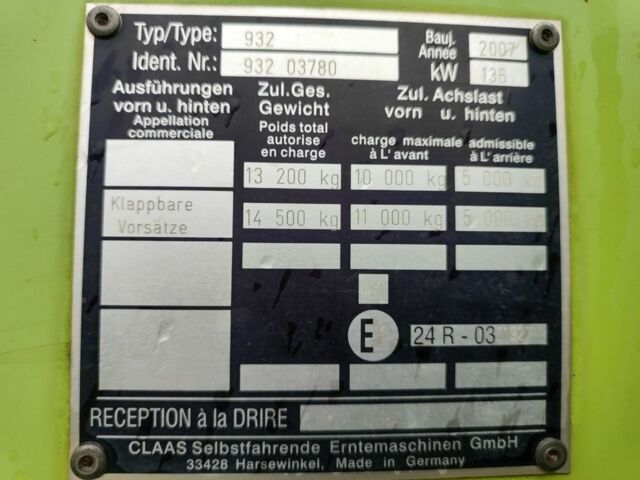 Typ/Type: 932 Bauj. Année 2007
Ident. Nr.: 932 03780 KW 136
Ausführungen vorn u. hinten
Appellation commerciale
Zul.Ges. Gewicht
Poids total autorise en charge
Zul. Achslast vorn u. hinten
charge maximale admissible
à L'avant à L'arrière
13 200 kg 10 000 kg 5 000 kg
Klappbare Vorsätze 14 500 kg 11 000 kg 5 000 kg
E 24 R - 03
RECEPTION à la DRIRE
CLAAS Selbstfahrende Erntemaschinen GmbH
33428 Harsewinkel, Made in Germany